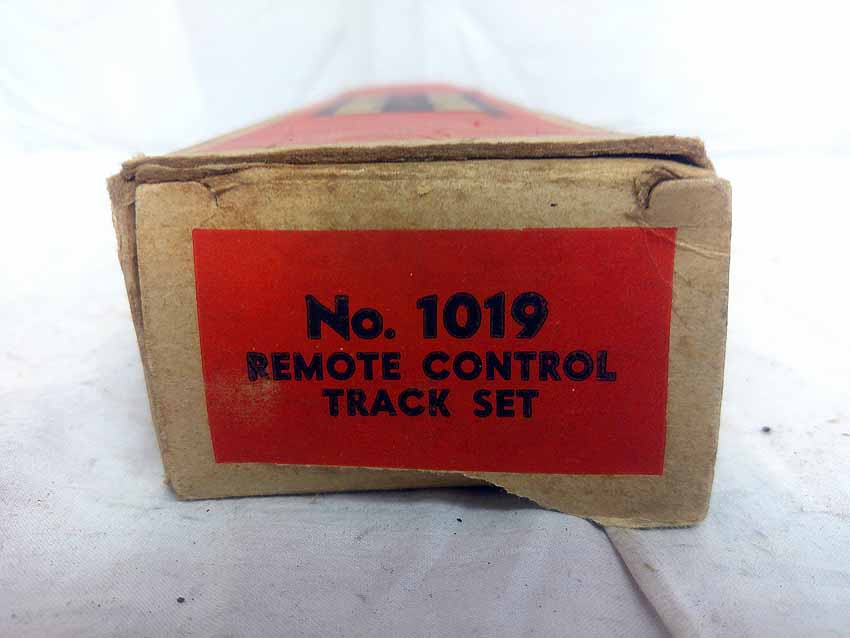 No. 1019
REMOTE CONTROL
TRACK SET